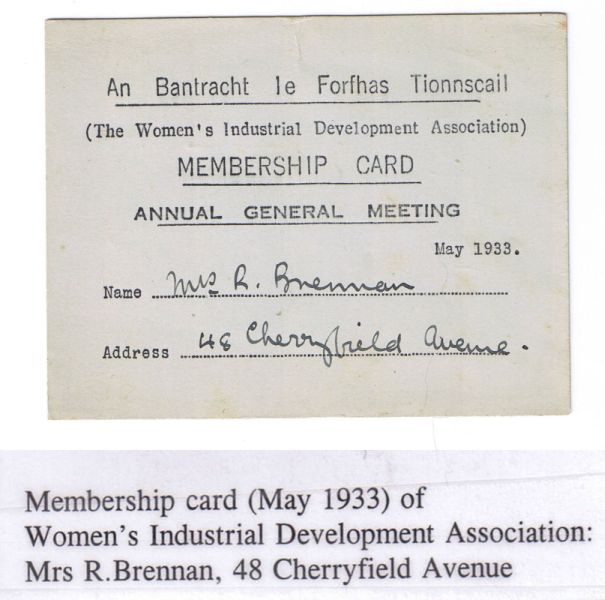 An Bantracht le Forfhas Tionnscail
(The Women's Industrial Development Association)
MEMBERSHIP CARD
ANNUAL GENERAL MEETING
May 1933.
Name Mrs R. Brennan
Address 48 Cherryfield Avenue.
Membership card (May 1933) of
Women's Industrial Development Association:
Mrs R.Brennan, 48 Cherryfield Avenue